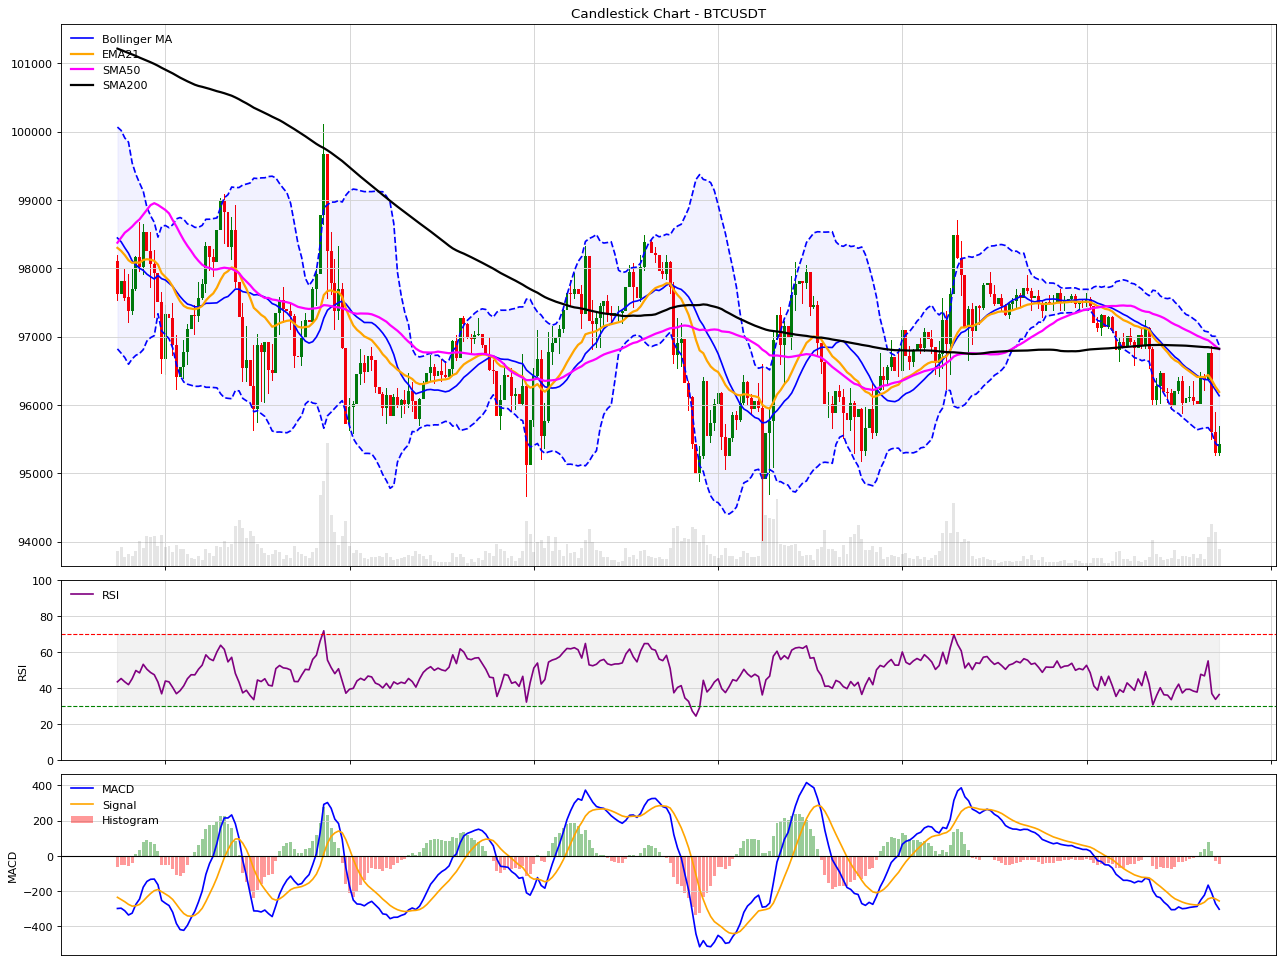 Candlestick Chart - BTCUSDT
Bollinger MA
EMA21
SMA50
SMA200
101000
100000
99000
98000
97000
96000
95000
94000
RSI
100
80
60
40
20
0
RSI
MACD
Signal
Histogram
400
200
0
−200
−400
MACD